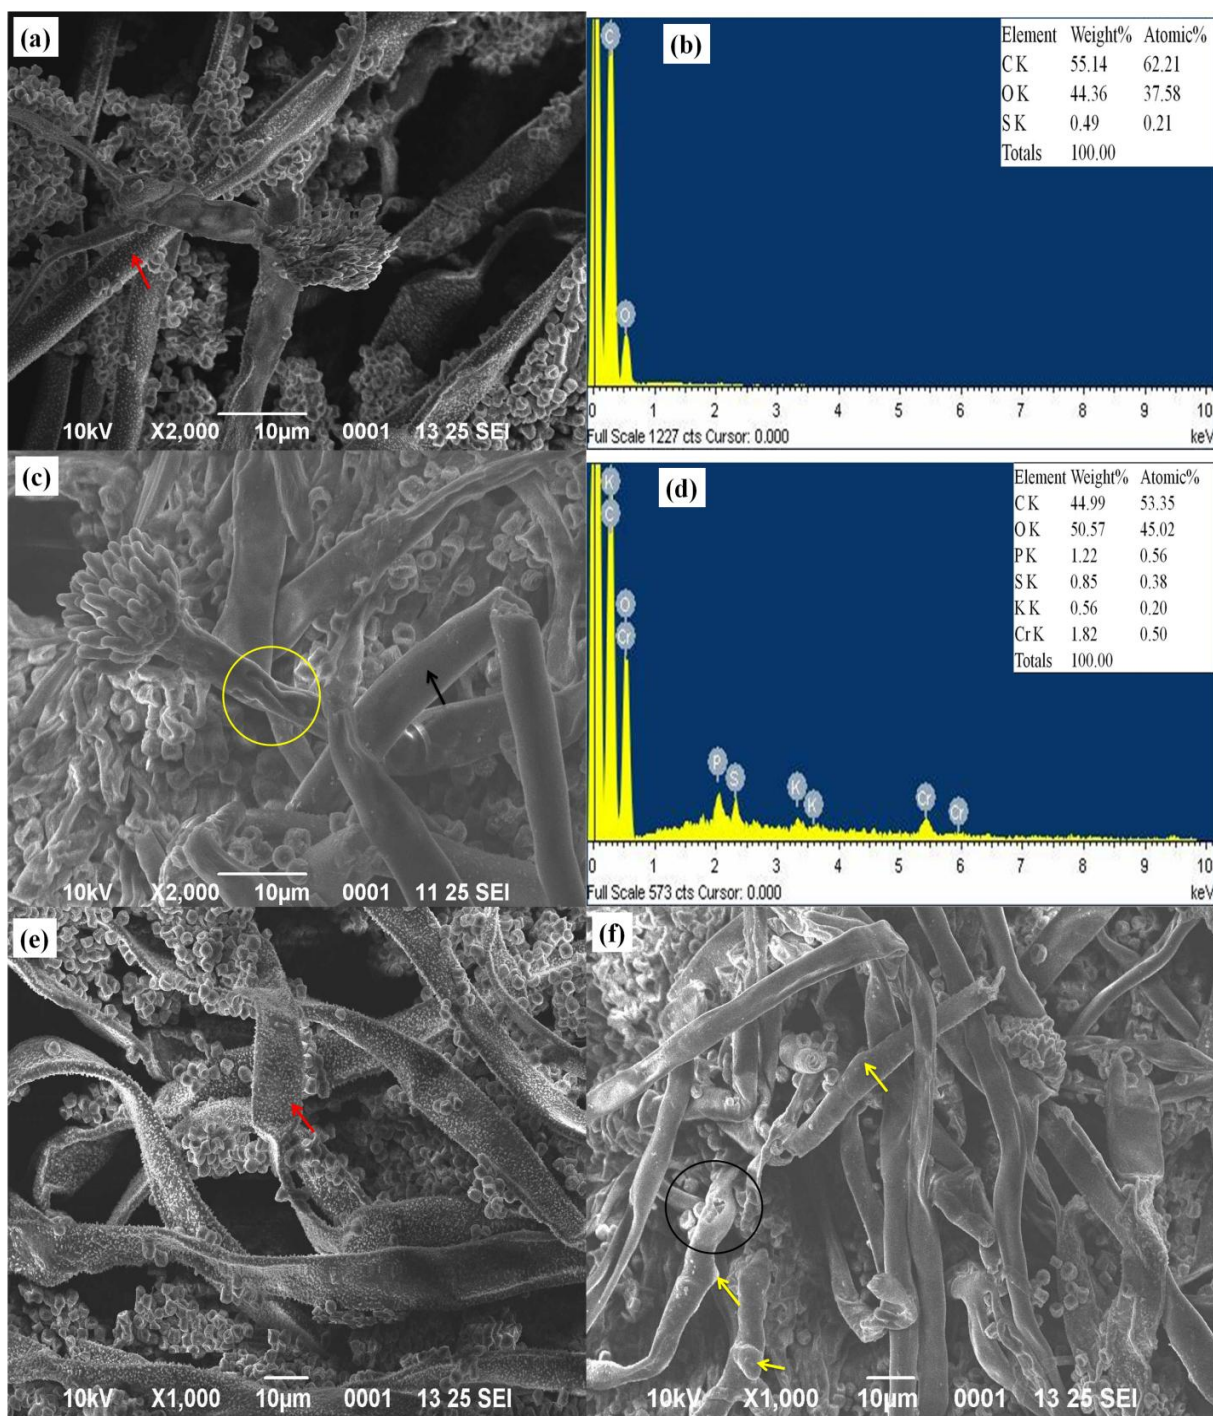 (a)
10kV X2,000 10µm 0001 13 25 SEI
(b)
C
O
Element Weight% Atomic%
C K 55.14 62.21
O K 44.36 37.58
S K 0.49 0.21
Totals 100.00
0 1 2 3 4 5 6 7 8 9 10
Full Scale 1227 cts Cursor: 0.000 keV
(c)
10kV X2,000 10µm 0001 11 25 SEI
(d)
K
C
O
Cr
P
S
K
K
Cr
Cr
Element Weight% Atomic%
C K 44.99 53.35
O K 50.57 45.02
P K 1.22 0.56
S K 0.85 0.38
K K 0.56 0.20
Cr K 1.82 0.50
Totals 100.00
0 1 2 3 4 5 6 7 8 9 10
Full Scale 573 cts Cursor: 0.000 keV
(e)
10kV X1,000 10µm 0001 13 25 SEI
(f)
10kV X1,000 10µm 0001 13 25 SEI